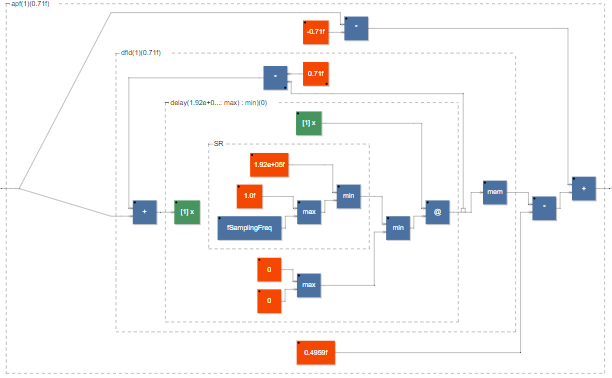 apf(1)(0.71f)
-0.71f
*
dfid(1)(0.71f)
*
0.71f
delay(1.92e+0...: max) : min)(0)
[1] x
SR
1.92e+05f
1.0f
max
min
mem
+
+
[1] x
@
*
fSamplingFreq
min
0
0
max
0.4959f